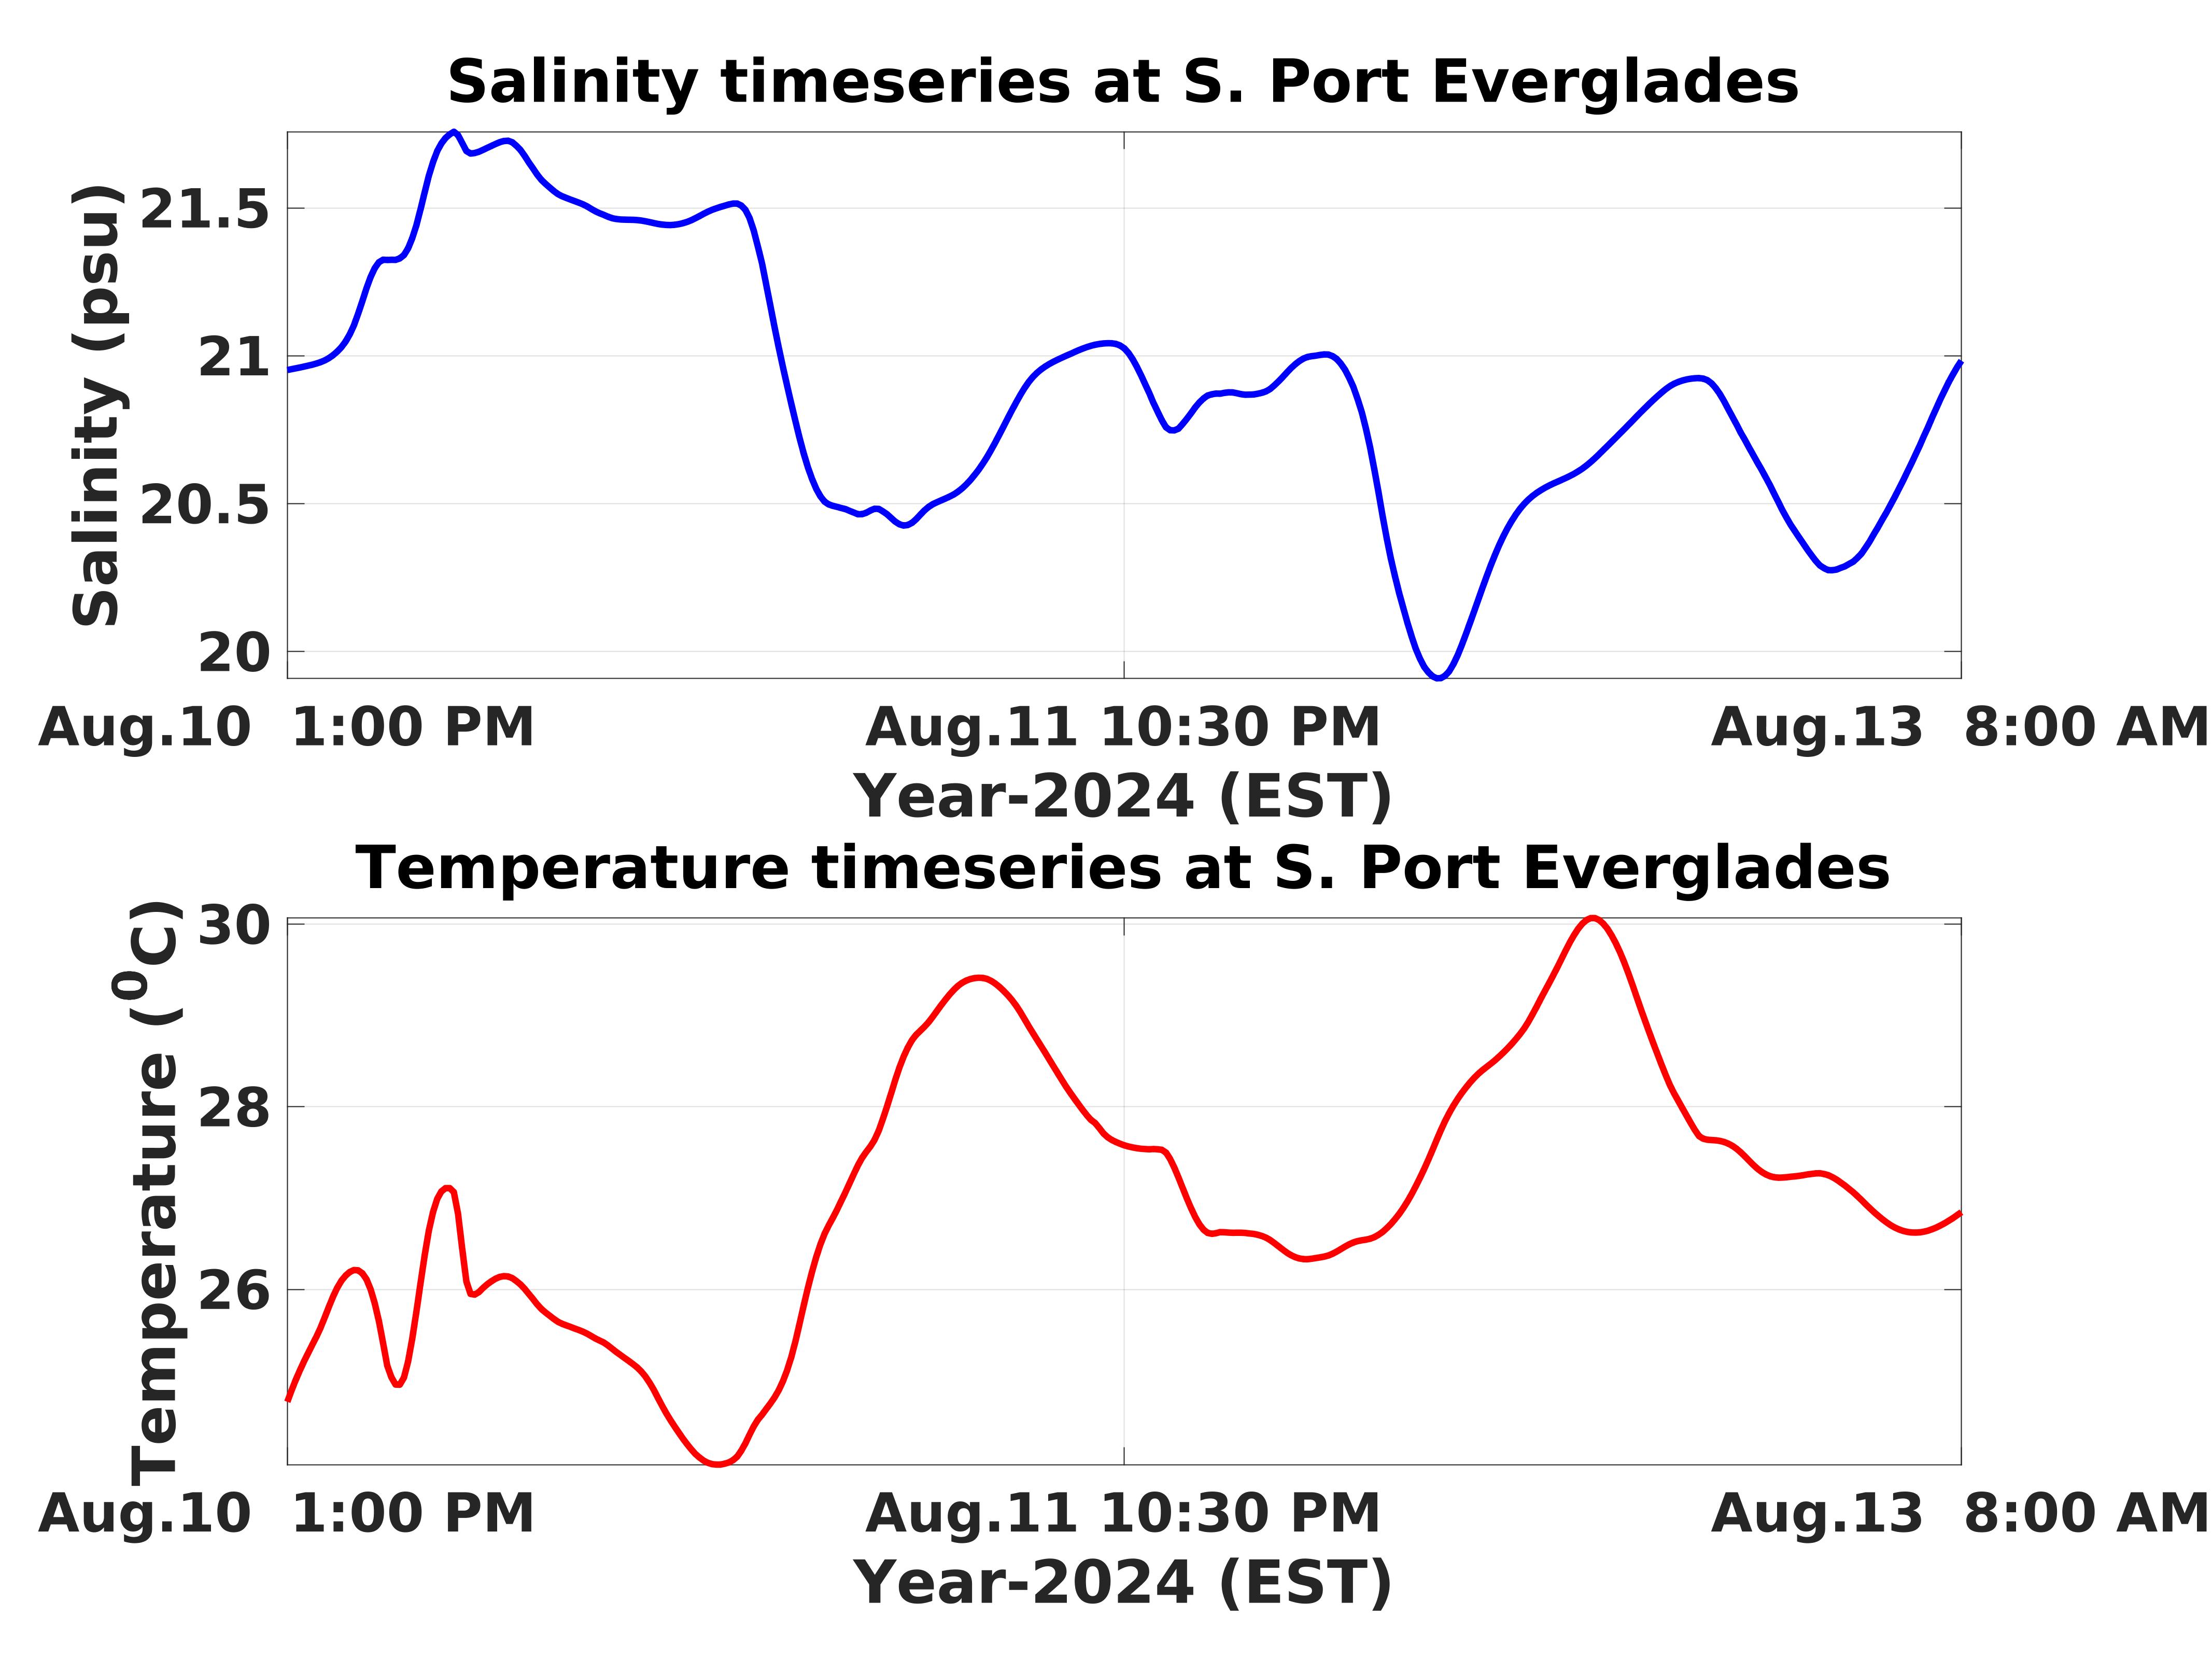 Salinity timeseries at S. Port Everglades
Salinity (psu)
21.5
21
20.5
20
Aug.10  1:00 PM
Aug.11 10:30 PM
Aug.13  8:00 AM
Year-2024 (EST)
Temperature timeseries at S. Port Everglades
Temperature (⁰C)
30
28
26
Aug.10  1:00 PM
Aug.11 10:30 PM
Aug.13  8:00 AM
Year-2024 (EST)